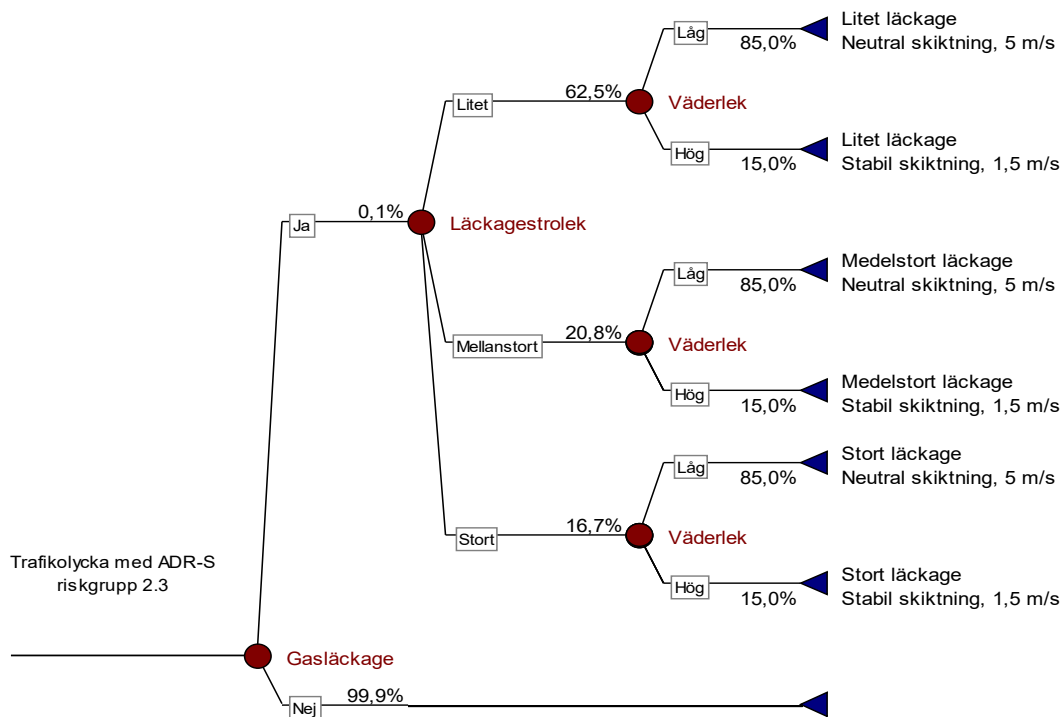 Låg
85,0%
Litet läckage
Neutral skiktning, 5 m/s
Litet
62,5%
Väderlek
Hög
15,0%
Litet läckage
Stabil skiktning, 1,5 m/s
Ja
0,1%
Läckagestrolek
Låg
85,0%
Medelstort läckage
Neutral skiktning, 5 m/s
Mellanstort
20,8%
Väderlek
Hög
15,0%
Medelstort läckage
Stabil skiktning, 1,5 m/s
Låg
85,0%
Stort läckage
Neutral skiktning, 5 m/s
Stort
16,7%
Väderlek
Hög
15,0%
Stort läckage
Stabil skiktning, 1,5 m/s
Trafikolycka med ADR-S
riskgrupp 2.3
Gasläckage
Nej
99,9%